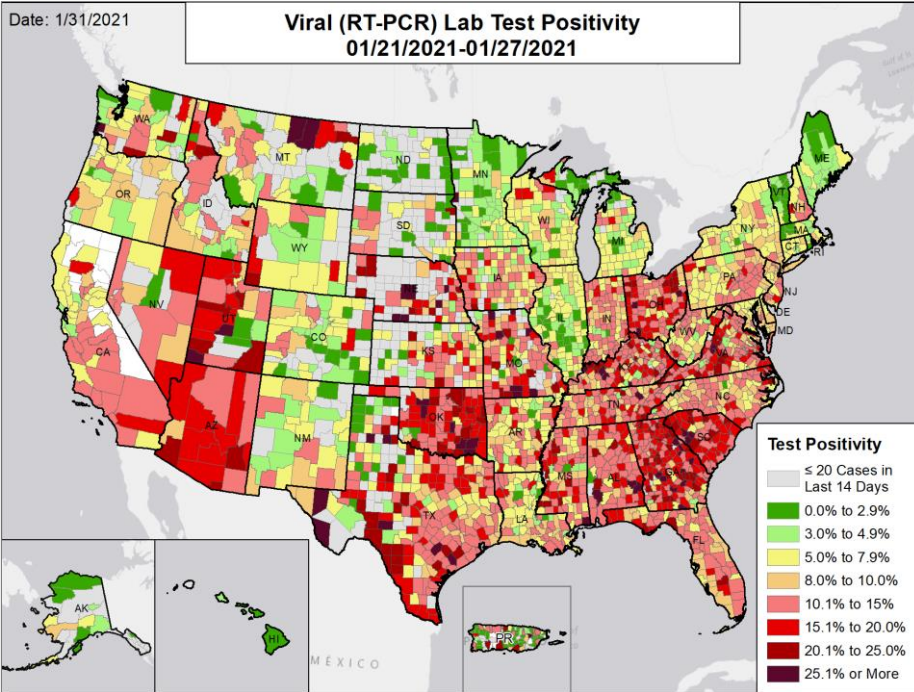 Date: 1/31/2021
Viral (RT-PCR) Lab Test Positivity
01/21/2021-01/27/2021
WA
MT
ND
MN
ME
OR
ID
WY
SD
WI
MI
NY
VT
NH
MA
CT
RI
NV
UT
CO
NE
IA
IL
IN
OH
PA
NJ
DE
MD
WV
VA
CA
KS
MO
KY
AZ
NM
OK
AR
TN
NC
SC
TX
LA
MS
AL
GA
FL
AK
HI
PR
MÉXICO
Test Positivity
≤ 20 Cases in
Last 14 Days
0.0% to 2.9%
3.0% to 4.9%
5.0% to 7.9%
8.0% to 10.0%
10.1% to 15%
15.1% to 20.0%
20.1% to 25.0%
25.1% or More